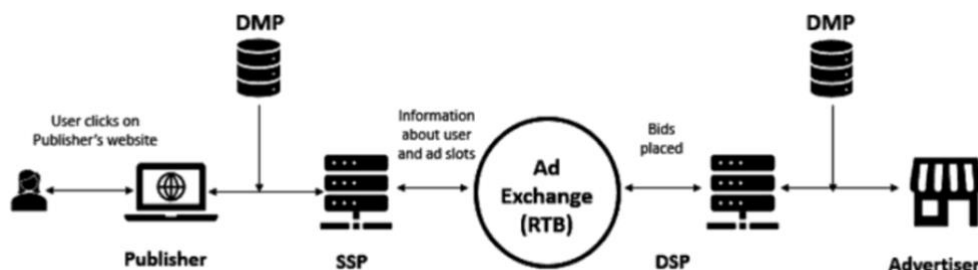 DMP
DMP
User clicks on
Publisher's website
Information
about user
and ad slots
Bids
placed
Ad
Exchange
(RTB)
Publisher
SSP
DSP
Advertiser